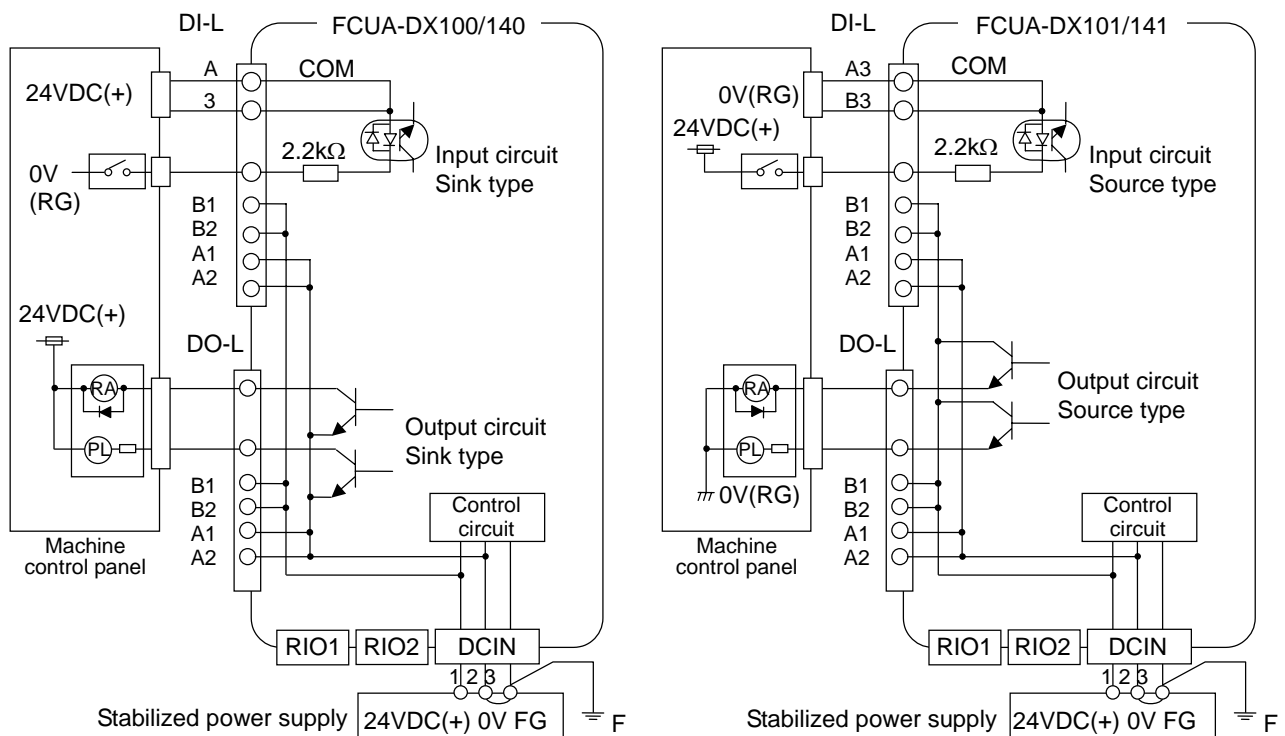 DI-L
FCUA-DX100/140
A
COM
24VDC(+)
3
2.2kΩ
Input circuit
Sink type
0V
(RG)
B1
B2
A1
A2
24VDC(+)
DO-L
RA
Output circuit
Sink type
PL
B1
B2
A1
A2
Control
circuit
Machine
control panel
RIO1
RIO2
DCIN
1 2 3
Stabilized power supply
24VDC(+) 0V FG
F
DI-L
FCUA-DX101/141
A3
COM
0V(RG)
B3
24VDC(+)
2.2kΩ
Input circuit
Source type
B1
B2
A1
A2
DO-L
RA
Output circuit
Source type
PL
0V(RG)
B1
B2
A1
A2
Control
circuit
Machine
control panel
RIO1
RIO2
DCIN
1 2 3
Stabilized power supply
24VDC(+) 0V FG
F